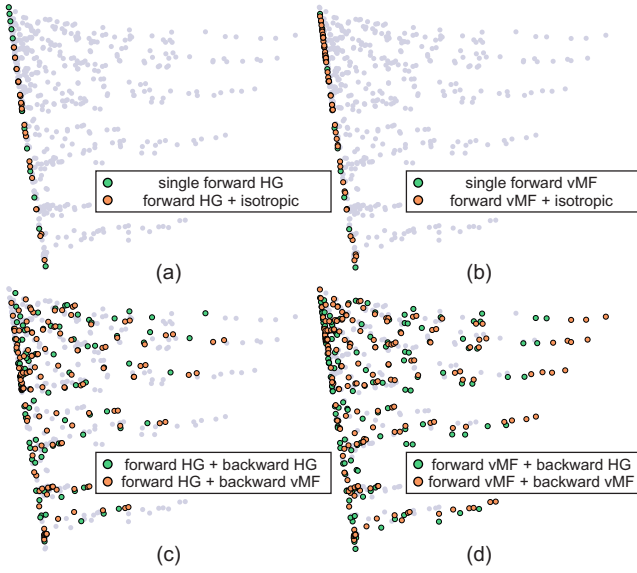 single forward HG
forward HG + isotropic
(a)
single forward vMF
forward vMF + isotropic
(b)
forward HG + backward HG
forward HG + backward vMF
(c)
forward vMF + backward HG
forward vMF + backward vMF
(d)